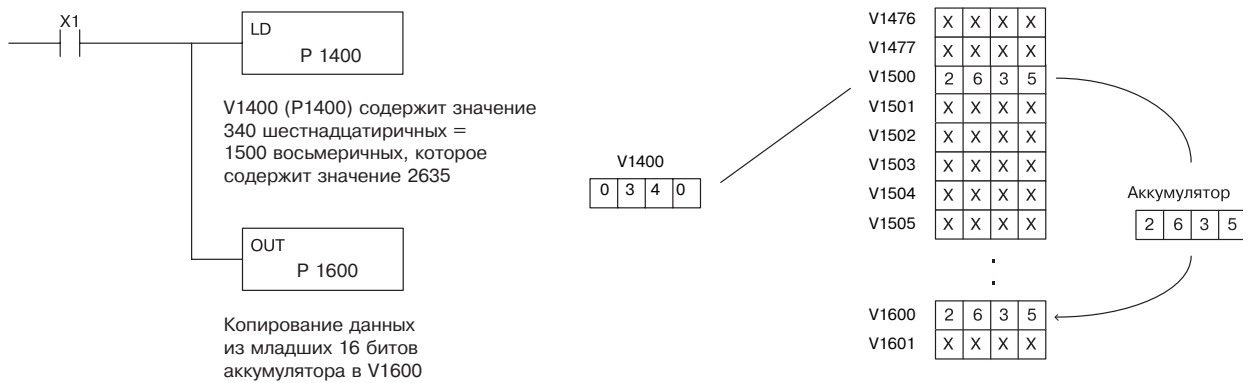 X1
LD
P 1400
V1400 (P1400) содержит значение
340 шестнадцатиричных =
1500 восьмеричных, которое
содержит значение 2635
OUT
P 1600
Копирование данных
из младших 16 битов
аккумулятора в V1600
V1400
0 3 4 0
V1476 X X X X
V1477 X X X X
V1500 2 6 3 5
V1501 X X X X
V1502 X X X X
V1503 X X X X
V1504 X X X X
V1505 X X X X
Аккумулятор
2 6 3 5
V1600 2 6 3 5
V1601 X X X X